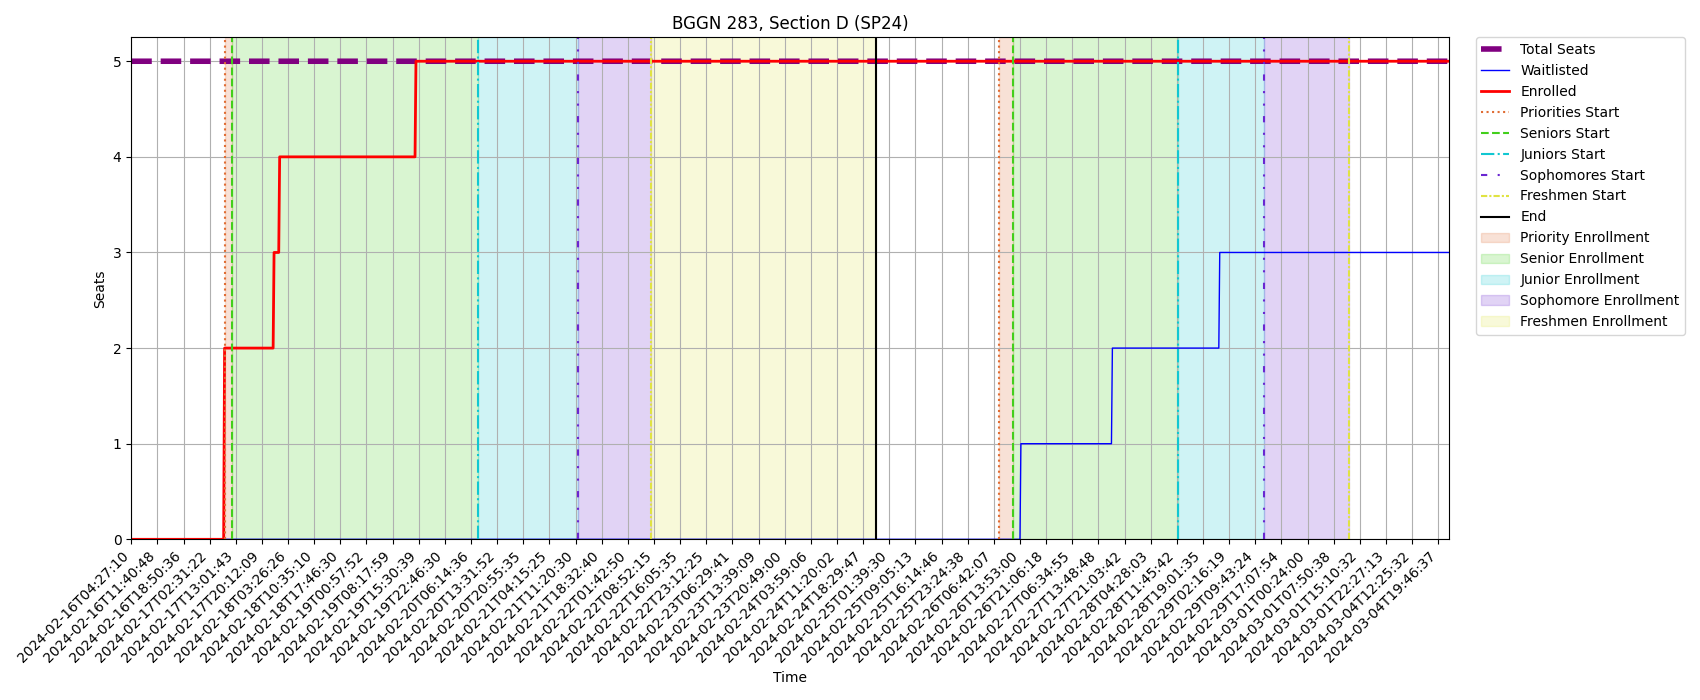 BGGN 283, Section D (SP24)
Seats
5
4
3
2
1
0
2024-02-16T04:27:10
2024-02-16T11:40:48
2024-02-16T18:50:36
2024-02-17T02:31:22
2024-02-17T13:01:43
2024-02-17T20:12:09
2024-02-18T03:26:26
2024-02-18T10:35:10
2024-02-18T17:46:30
2024-02-19T00:57:52
2024-02-19T08:17:59
2024-02-19T15:30:39
2024-02-19T22:46:30
2024-02-20T06:14:36
2024-02-20T13:31:52
2024-02-20T20:55:35
2024-02-21T04:15:25
2024-02-21T11:20:30
2024-02-21T18:32:40
2024-02-22T01:42:50
2024-02-22T08:52:15
2024-02-22T16:05:35
2024-02-22T23:12:25
2024-02-23T06:29:41
2024-02-23T13:39:09
2024-02-23T20:49:00
2024-02-24T03:59:06
2024-02-24T11:20:02
2024-02-24T18:29:47
2024-02-25T01:39:30
2024-02-25T09:05:13
2024-02-25T16:14:46
2024-02-25T23:24:38
2024-02-26T06:42:07
2024-02-26T13:53:00
2024-02-26T21:06:18
2024-02-27T06:34:55
2024-02-27T13:48:48
2024-02-27T21:03:42
2024-02-28T04:28:03
2024-02-28T11:45:42
2024-02-28T19:01:35
2024-02-29T02:16:19
2024-02-29T09:43:24
2024-02-29T17:07:54
2024-03-01T00:24:00
2024-03-01T07:50:38
2024-03-01T15:10:32
2024-03-01T22:27:13
2024-03-04T12:25:32
2024-03-04T19:46:37
Time
Total Seats
Waitlisted
Enrolled
Priorities Start
Seniors Start
Juniors Start
Sophomores Start
Freshmen Start
End
Priority Enrollment
Senior Enrollment
Junior Enrollment
Sophomore Enrollment
Freshmen Enrollment